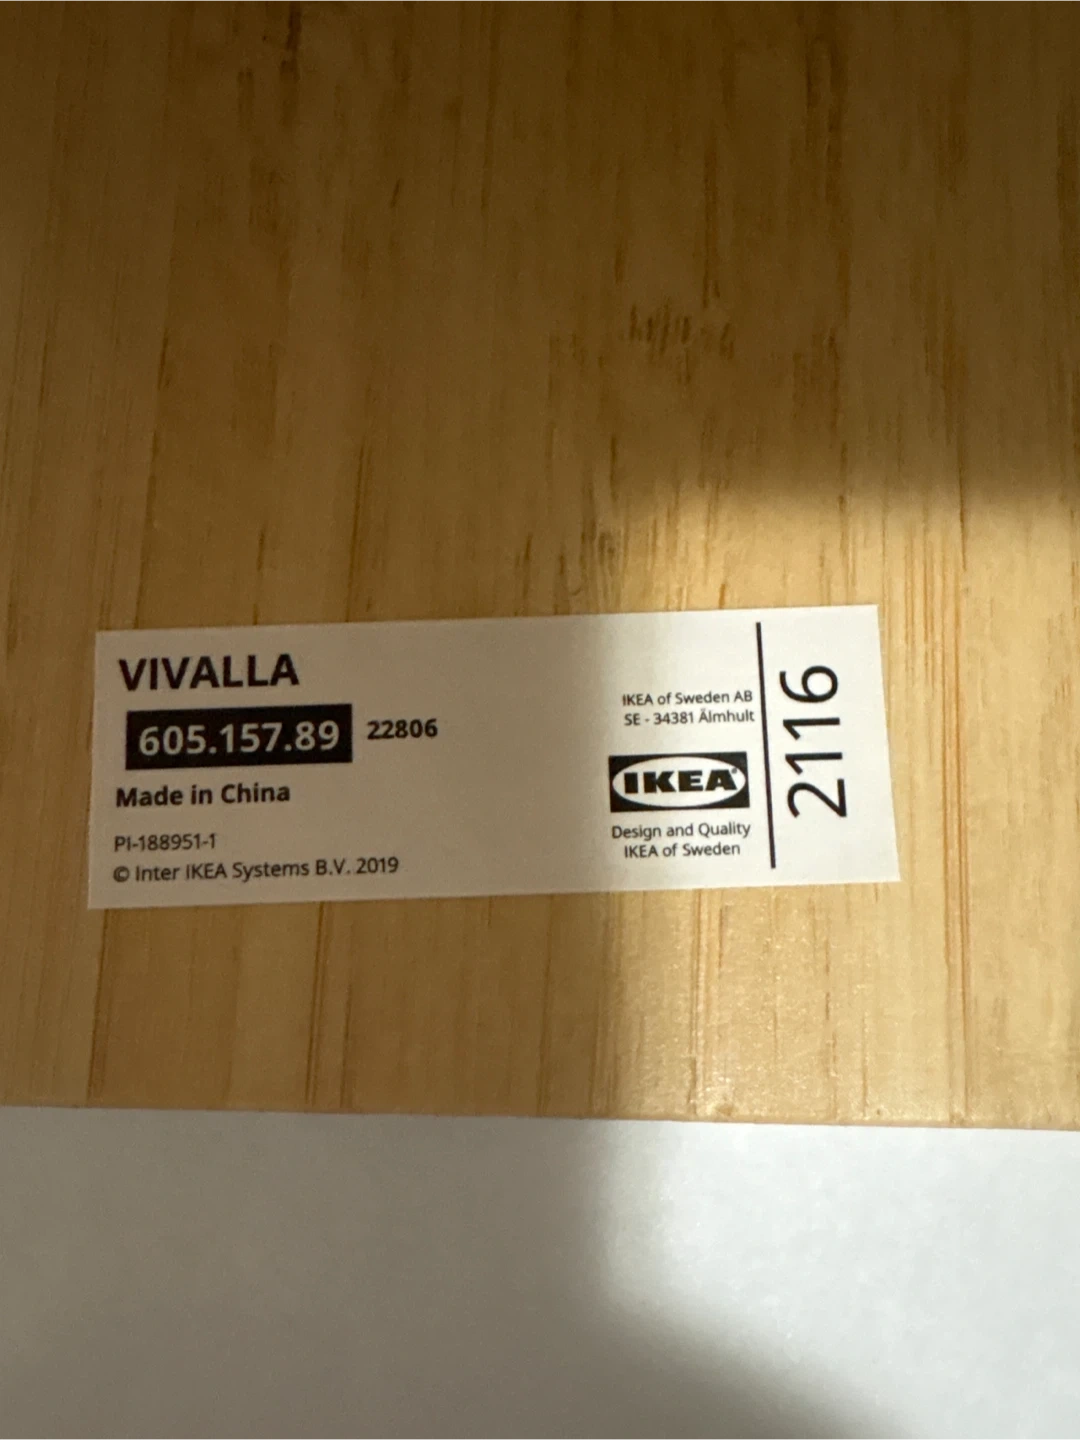 VIVALLA
605.157.89 22806
Made in China
PI-188951-1
© Inter IKEA Systems B.V. 2019
IKEA of Sweden AB
SE - 34381 Älmhult
IKEA®
Design and Quality
IKEA of Sweden
2116